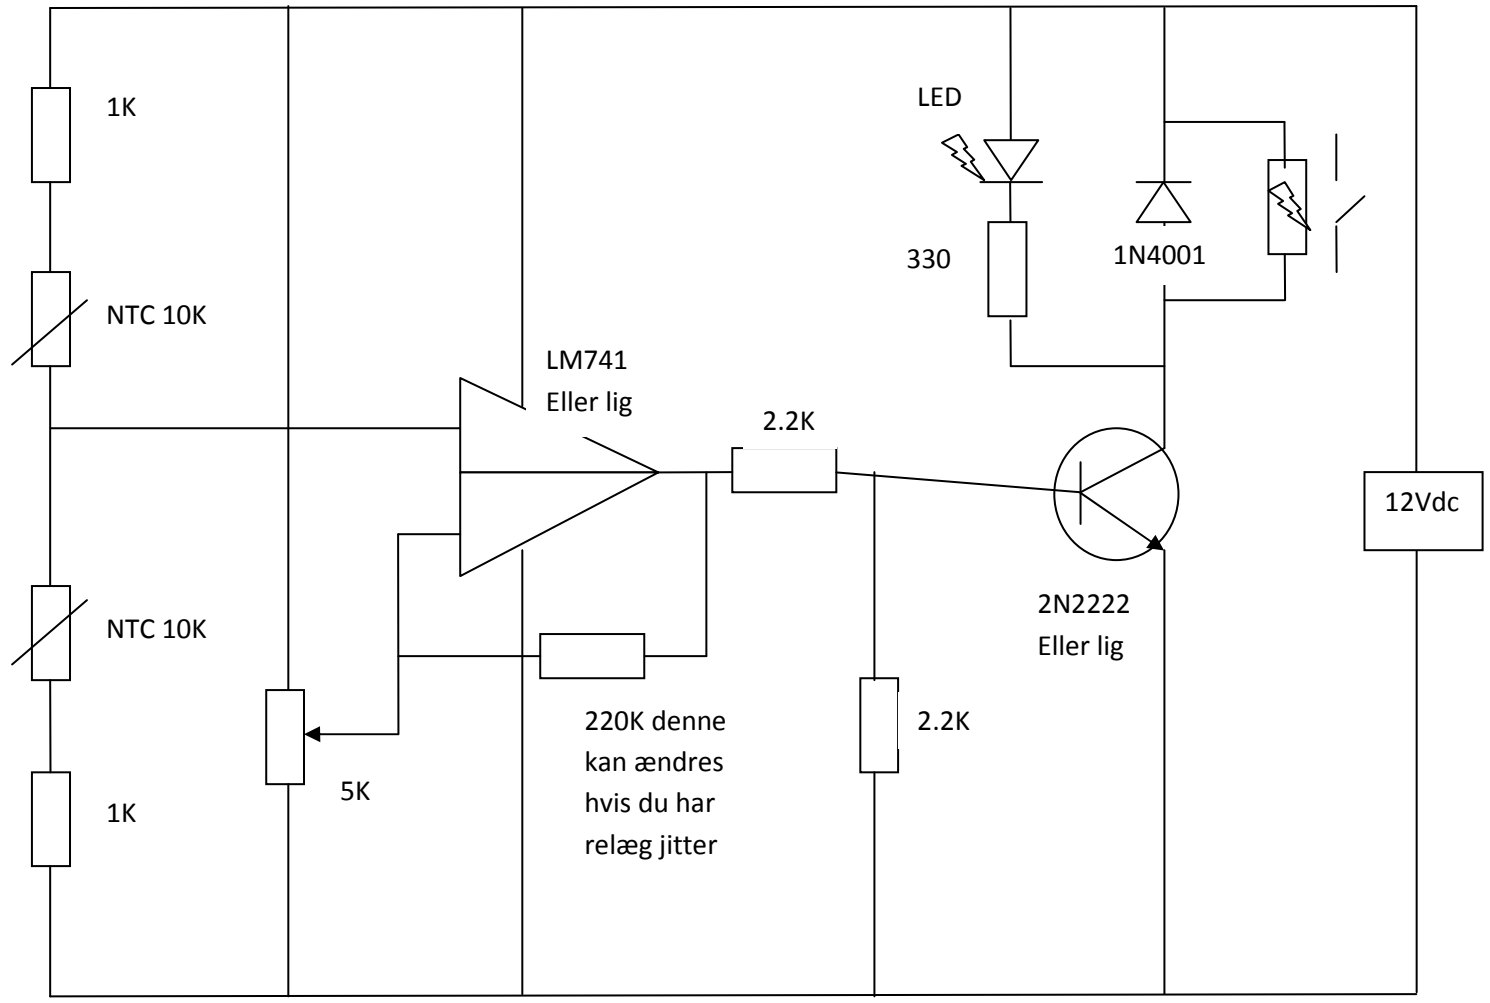 1K
NTC 10K
NTC 10K
1K
5K
LM741
Eller lig
220K denne
kan ændres
hvis du har
relæg jitter
2.2K
2.2K
LED
330
1N4001
2N2222
Eller lig
12Vdc